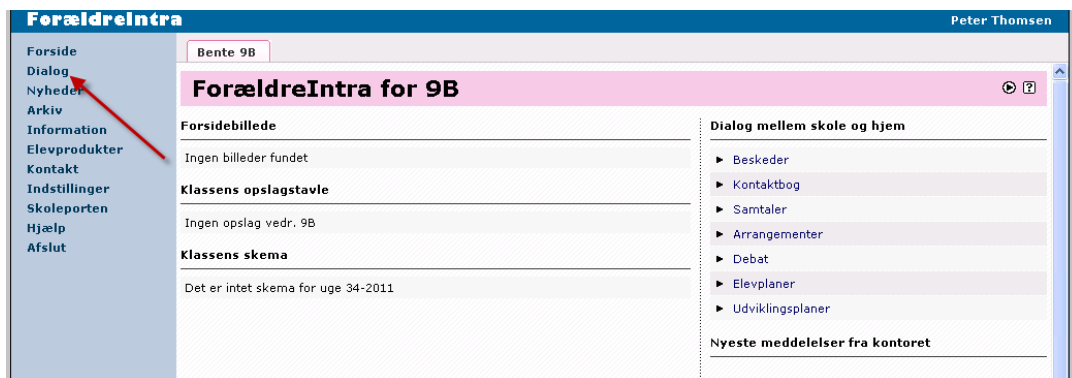 ForældreIntra
Peter Thomsen
Forside
Dialog
Nyheder
Arkiv
Information
Elevprodukter
Kontakt
Indstillinger
Skoleporten
Hjælp
Afslut
Bente 9B
ForældreIntra for 9B
Forsidebillede
Ingen billeder fundet
Klassens opslagstavle
Ingen opslag vedr. 9B
Klassens skema
Det er intet skema for uge 34-2011
Dialog mellem skole og hjem
Beskeder
Kontaktbog
Samtaler
Arrangementer
Debat
Elevplaner
Udviklingsplaner
Nyeste meddelelser fra kontoret